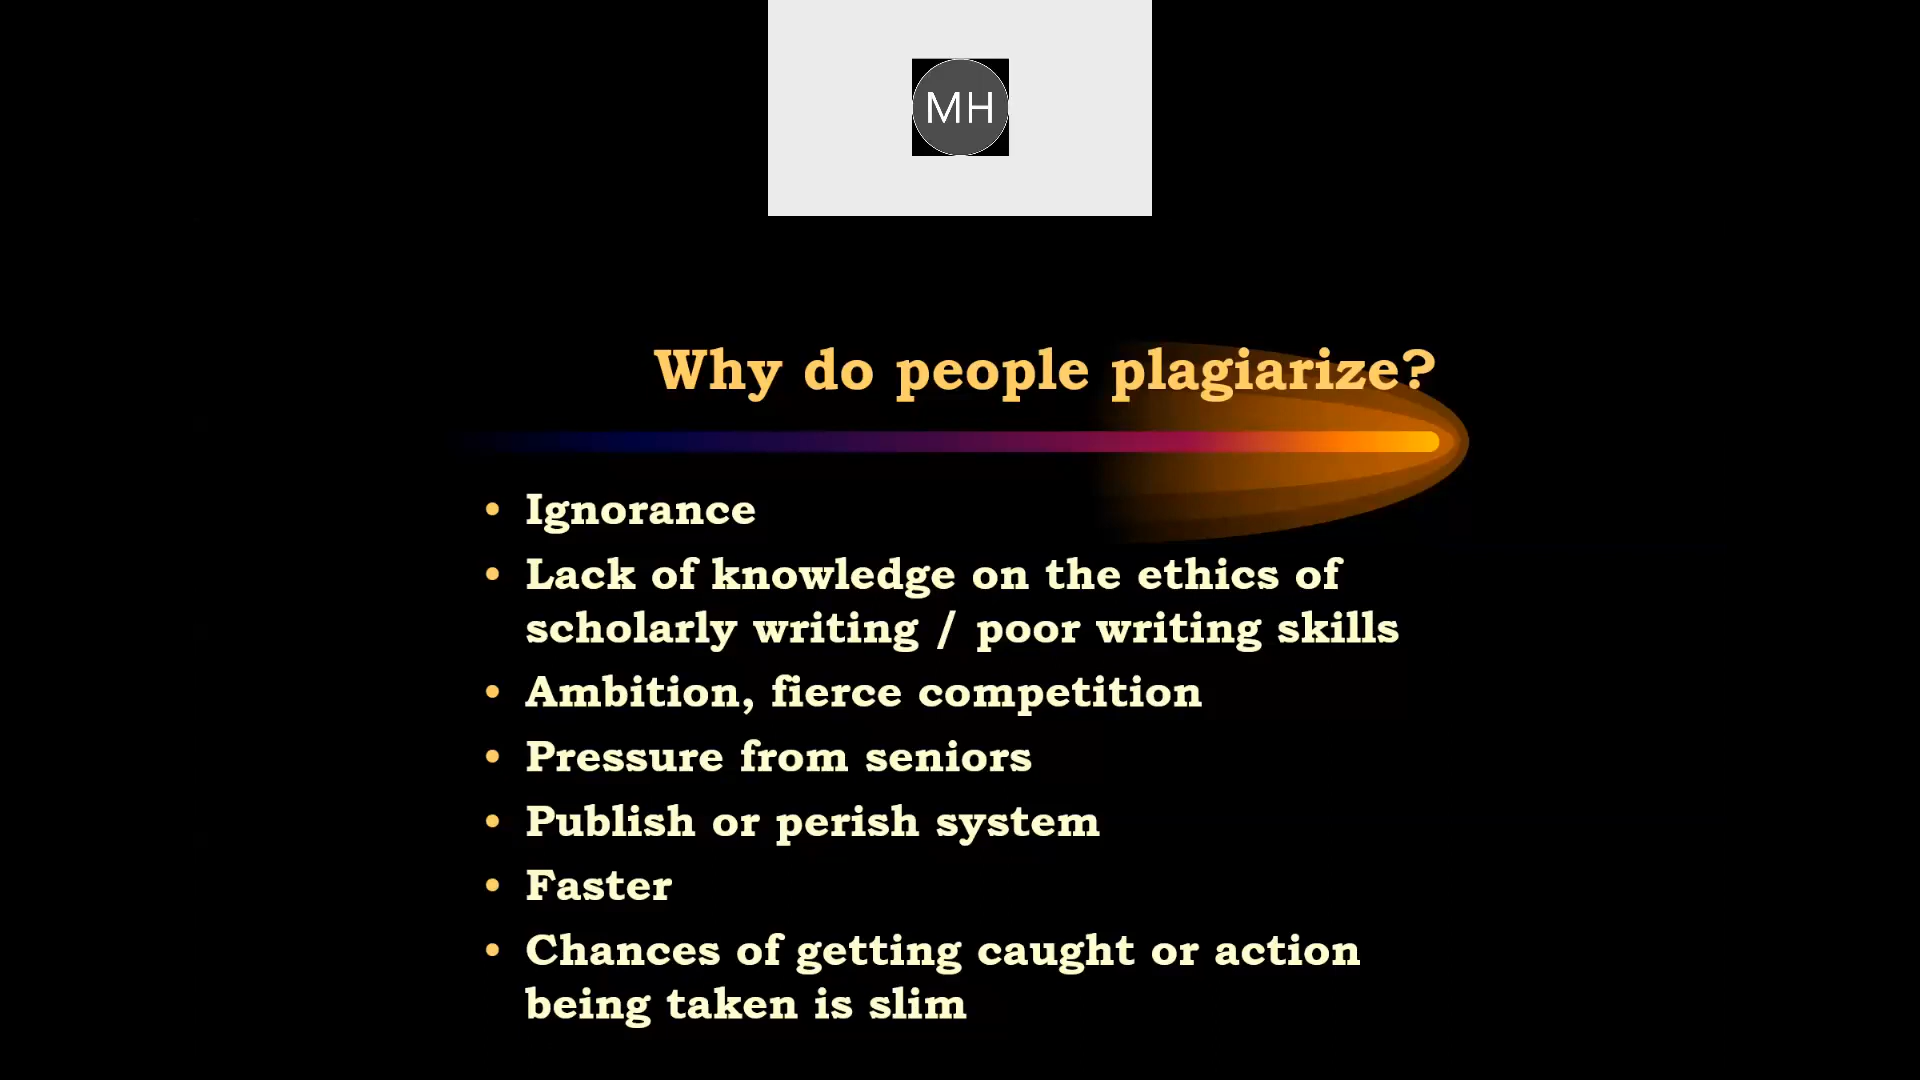 MH
Why do people plagiarize?
• Ignorance
• Lack of knowledge on the ethics of
scholarly writing / poor writing skills
• Ambition, fierce competition
• Pressure from seniors
• Publish or perish system
• Faster
• Chances of getting caught or action
being taken is slim